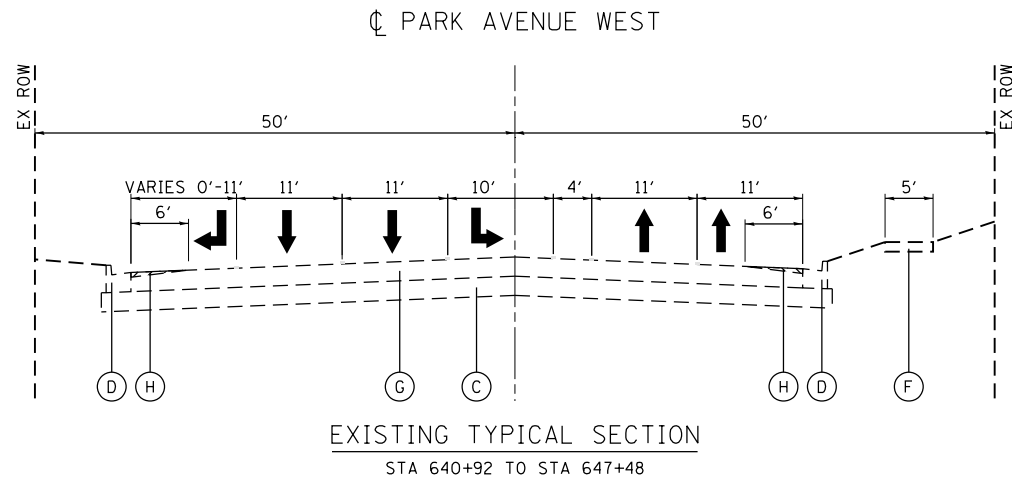 ℄ PARK AVENUE WEST
EX ROW
EX ROW
50' 50'
VARIES 0'-11' 11' 11' 10' 4' 11' 11' 5'
6' 6'
D H G C H D F
EXISTING TYPICAL SECTION
STA 640+92 TO STA 647+48